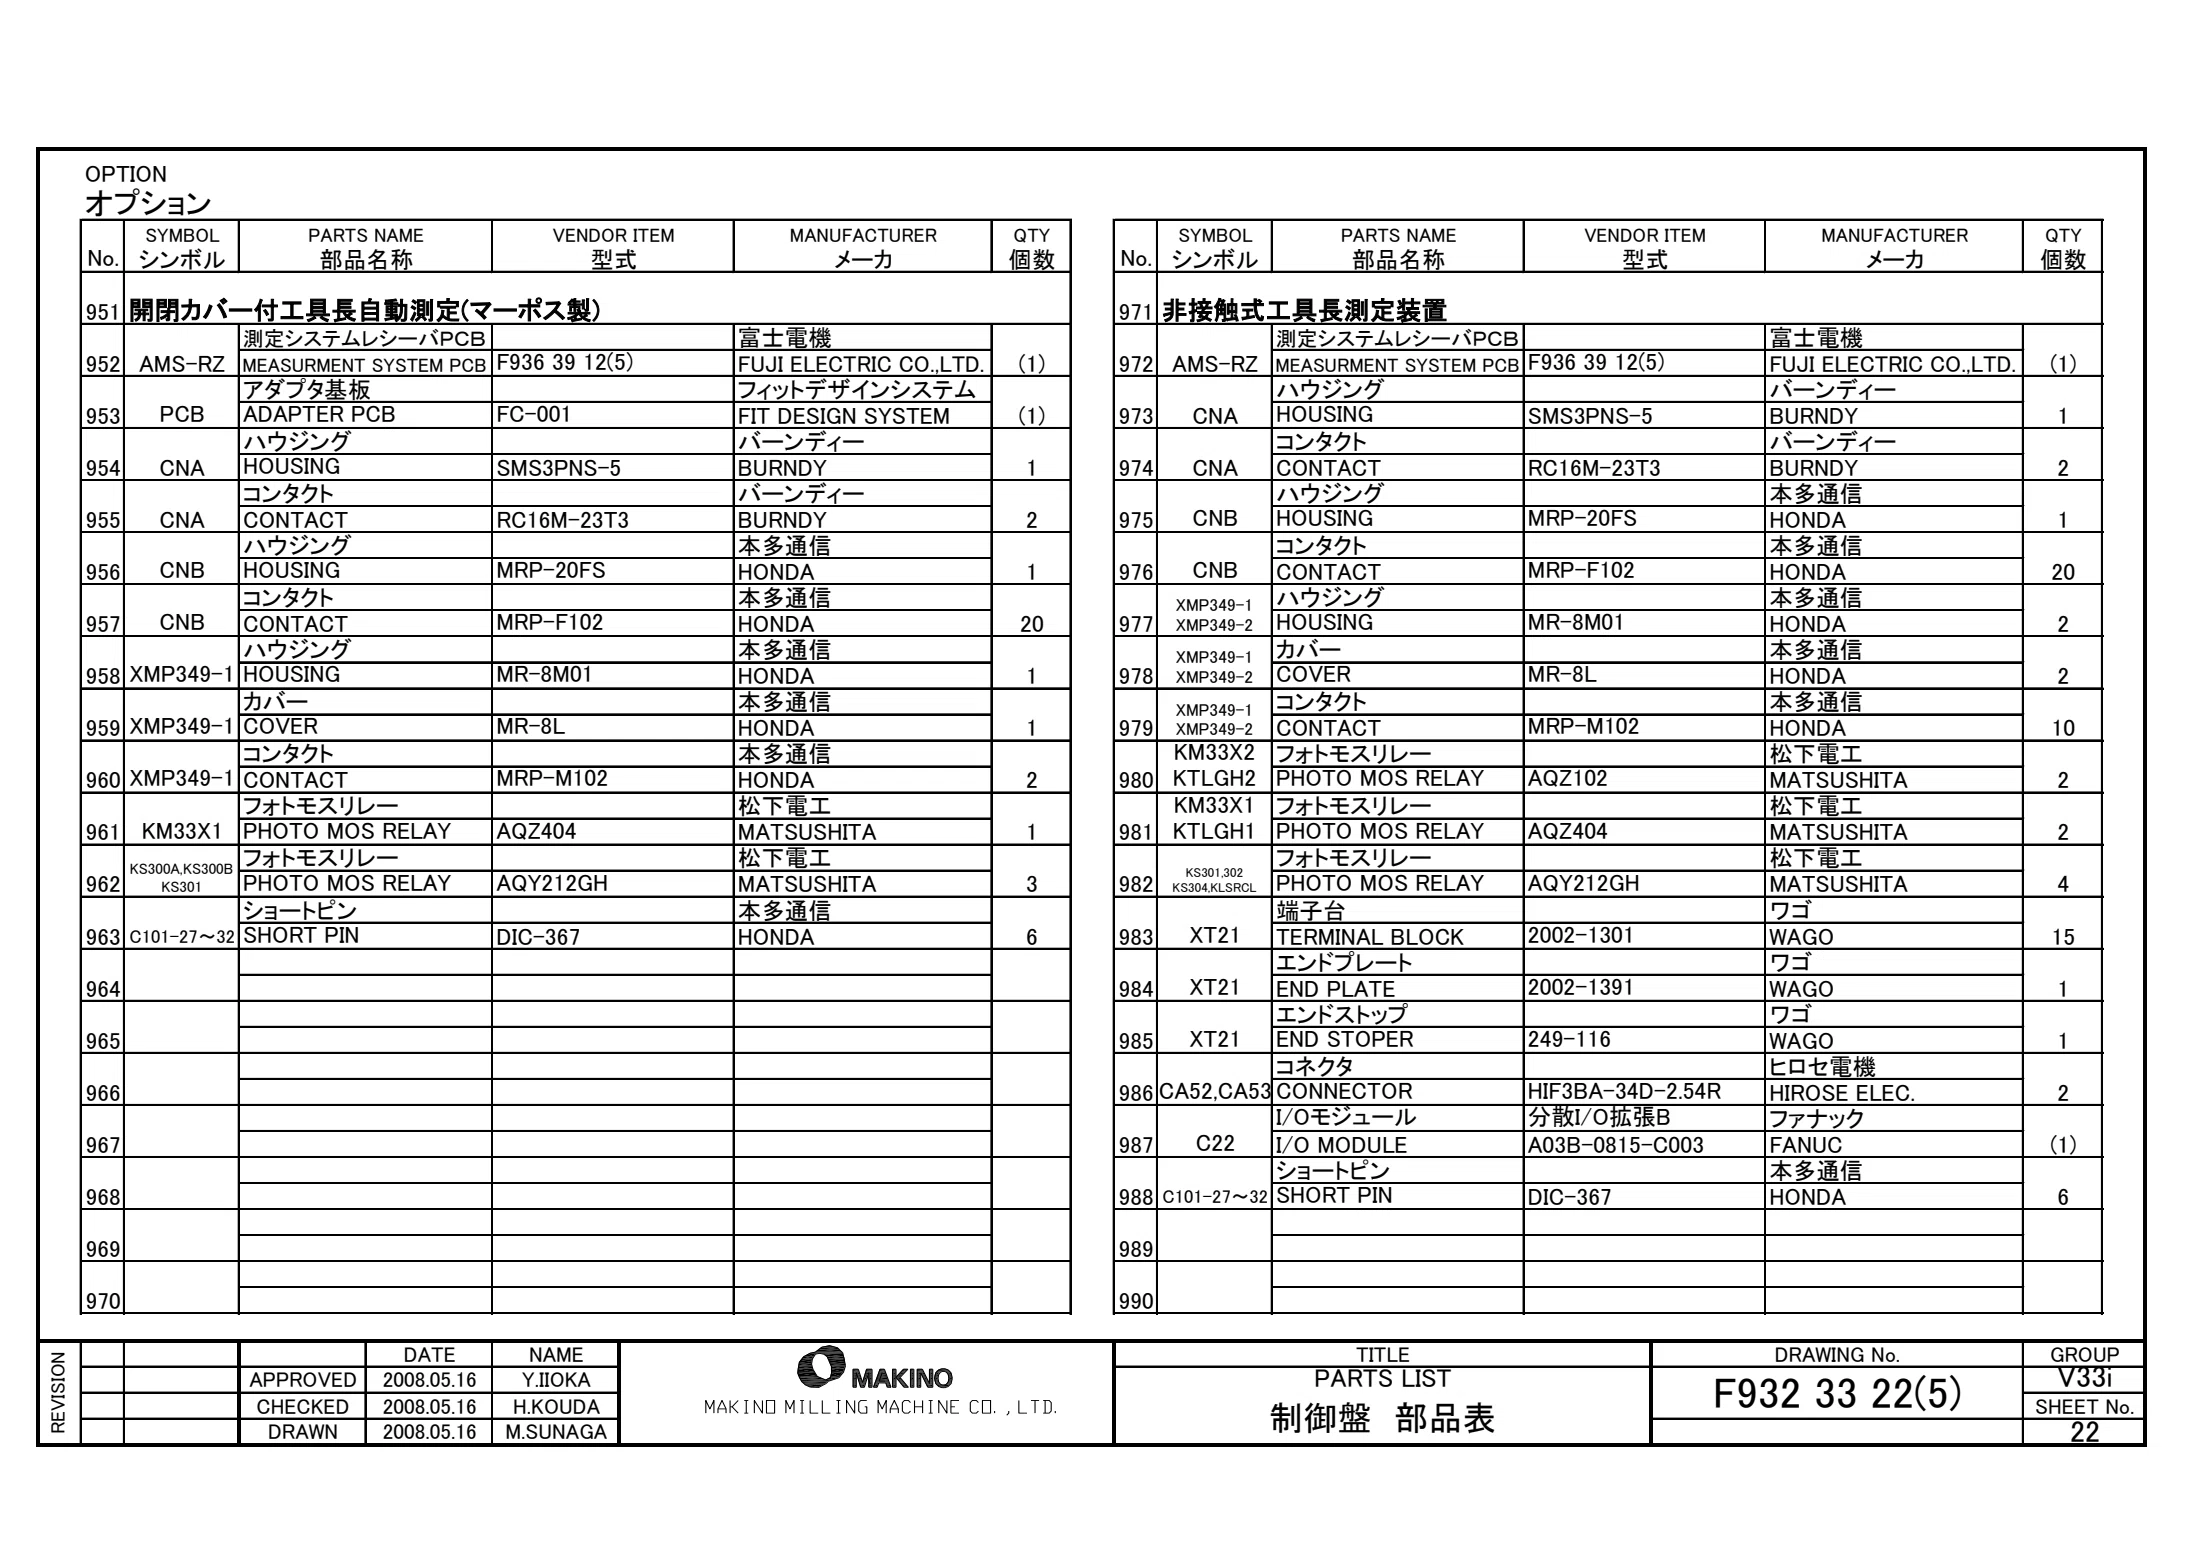 OPTION
オプション
No. SYMBOL PARTS NAME VENDOR ITEM MANUFACTURER QTY
シンボル 部品名称 型式 メーカ 個数
951 開閉カバー付工具長自動測定(マーポス製)
測定システムレシーバPCB 富士電機
952 AMS-RZ MEASURMENT SYSTEM PCB F936 39 12(5) FUJI ELECTRIC CO.,LTD. (1)
アダプタ基板 フィットデザインシステム
953 PCB ADAPTER PCB FC-001 FIT DESIGN SYSTEM (1)
ハウジング バーンディー
954 CNA HOUSING SMS3PNS-5 BURNDY 1
コンタクト バーンディー
955 CNA CONTACT RC16M-23T3 BURNDY 2
ハウジング 本多通信
956 CNB HOUSING MRP-20FS HONDA 1
コンタクト 本多通信
957 CNB CONTACT MRP-F102 HONDA 20
ハウジング 本多通信
958 XMP349-1 HOUSING MR-8M01 HONDA 1
カバー 本多通信
959 XMP349-1 COVER MR-8L HONDA 1
コンタクト 本多通信
960 XMP349-1 CONTACT MRP-M102 HONDA 2
フォトモスリレー 松下電工
961 KM33X1 PHOTO MOS RELAY AQZ404 MATSUSHITA 1
KS300A,KS300B フォトモスリレー 松下電工
962 KS301 PHOTO MOS RELAY AQY212GH MATSUSHITA 3
ショートピン 本多通信
963 C101-27～32 SHORT PIN DIC-367 HONDA 6
964
965
966
967
968
969
970
No. SYMBOL PARTS NAME VENDOR ITEM MANUFACTURER QTY
シンボル 部品名称 型式 メーカ 個数
971 非接触式工具長測定装置
測定システムレシーバPCB 富士電機
972 AMS-RZ MEASURMENT SYSTEM PCB F936 39 12(5) FUJI ELECTRIC CO.,LTD. (1)
ハウジング バーンディー
973 CNA HOUSING SMS3PNS-5 BURNDY 1
コンタクト バーンディー
974 CNA CONTACT RC16M-23T3 BURNDY 2
ハウジング 本多通信
975 CNB HOUSING MRP-20FS HONDA 1
コンタクト 本多通信
976 CNB CONTACT MRP-F102 HONDA 20
XMP349-1 ハウジング 本多通信
977 XMP349-2 HOUSING MR-8M01 HONDA 2
XMP349-1 カバー 本多通信
978 XMP349-2 COVER MR-8L HONDA 2
XMP349-1 コンタクト 本多通信
979 XMP349-2 CONTACT MRP-M102 HONDA 10
KM33X2 フォトモスリレー 松下電工
980 KTLGH2 PHOTO MOS RELAY AQZ102 MATSUSHITA 2
KM33X1 フォトモスリレー 松下電工
981 KTLGH1 PHOTO MOS RELAY AQZ404 MATSUSHITA 2
KS301,302 フォトモスリレー 松下電工
982 KS304,KLSRCL PHOTO MOS RELAY AQY212GH MATSUSHITA 4
端子台 ワゴ
983 XT21 TERMINAL BLOCK 2002-1301 WAGO 15
エンドプレート ワゴ
984 XT21 END PLATE 2002-1391 WAGO 1
エンドストップ ワゴ
985 XT21 END STOPER 249-116 WAGO 1
コネクタ ヒロセ電機
986 CA52,CA53 CONNECTOR HIF3BA-34D-2.54R HIROSE ELEC. 2
I/Oモジュール 分散I/O拡張B ファナック
987 C22 I/O MODULE A03B-0815-C003 FANUC (1)
ショートピン 本多通信
988 C101-27～32 SHORT PIN DIC-367 HONDA 6
989
990
REVISION
DATE NAME
APPROVED 2008.05.16 Y.IIOKA
CHECKED 2008.05.16 H.KOUDA
DRAWN 2008.05.16 M.SUNAGA
MAKINO
MAKINO MILLING MACHINE CO. , LTD.
TITLE
PARTS LIST
制御盤　部品表
DRAWING No.
F932 33 22(5)
GROUP
V33i
SHEET No.
22